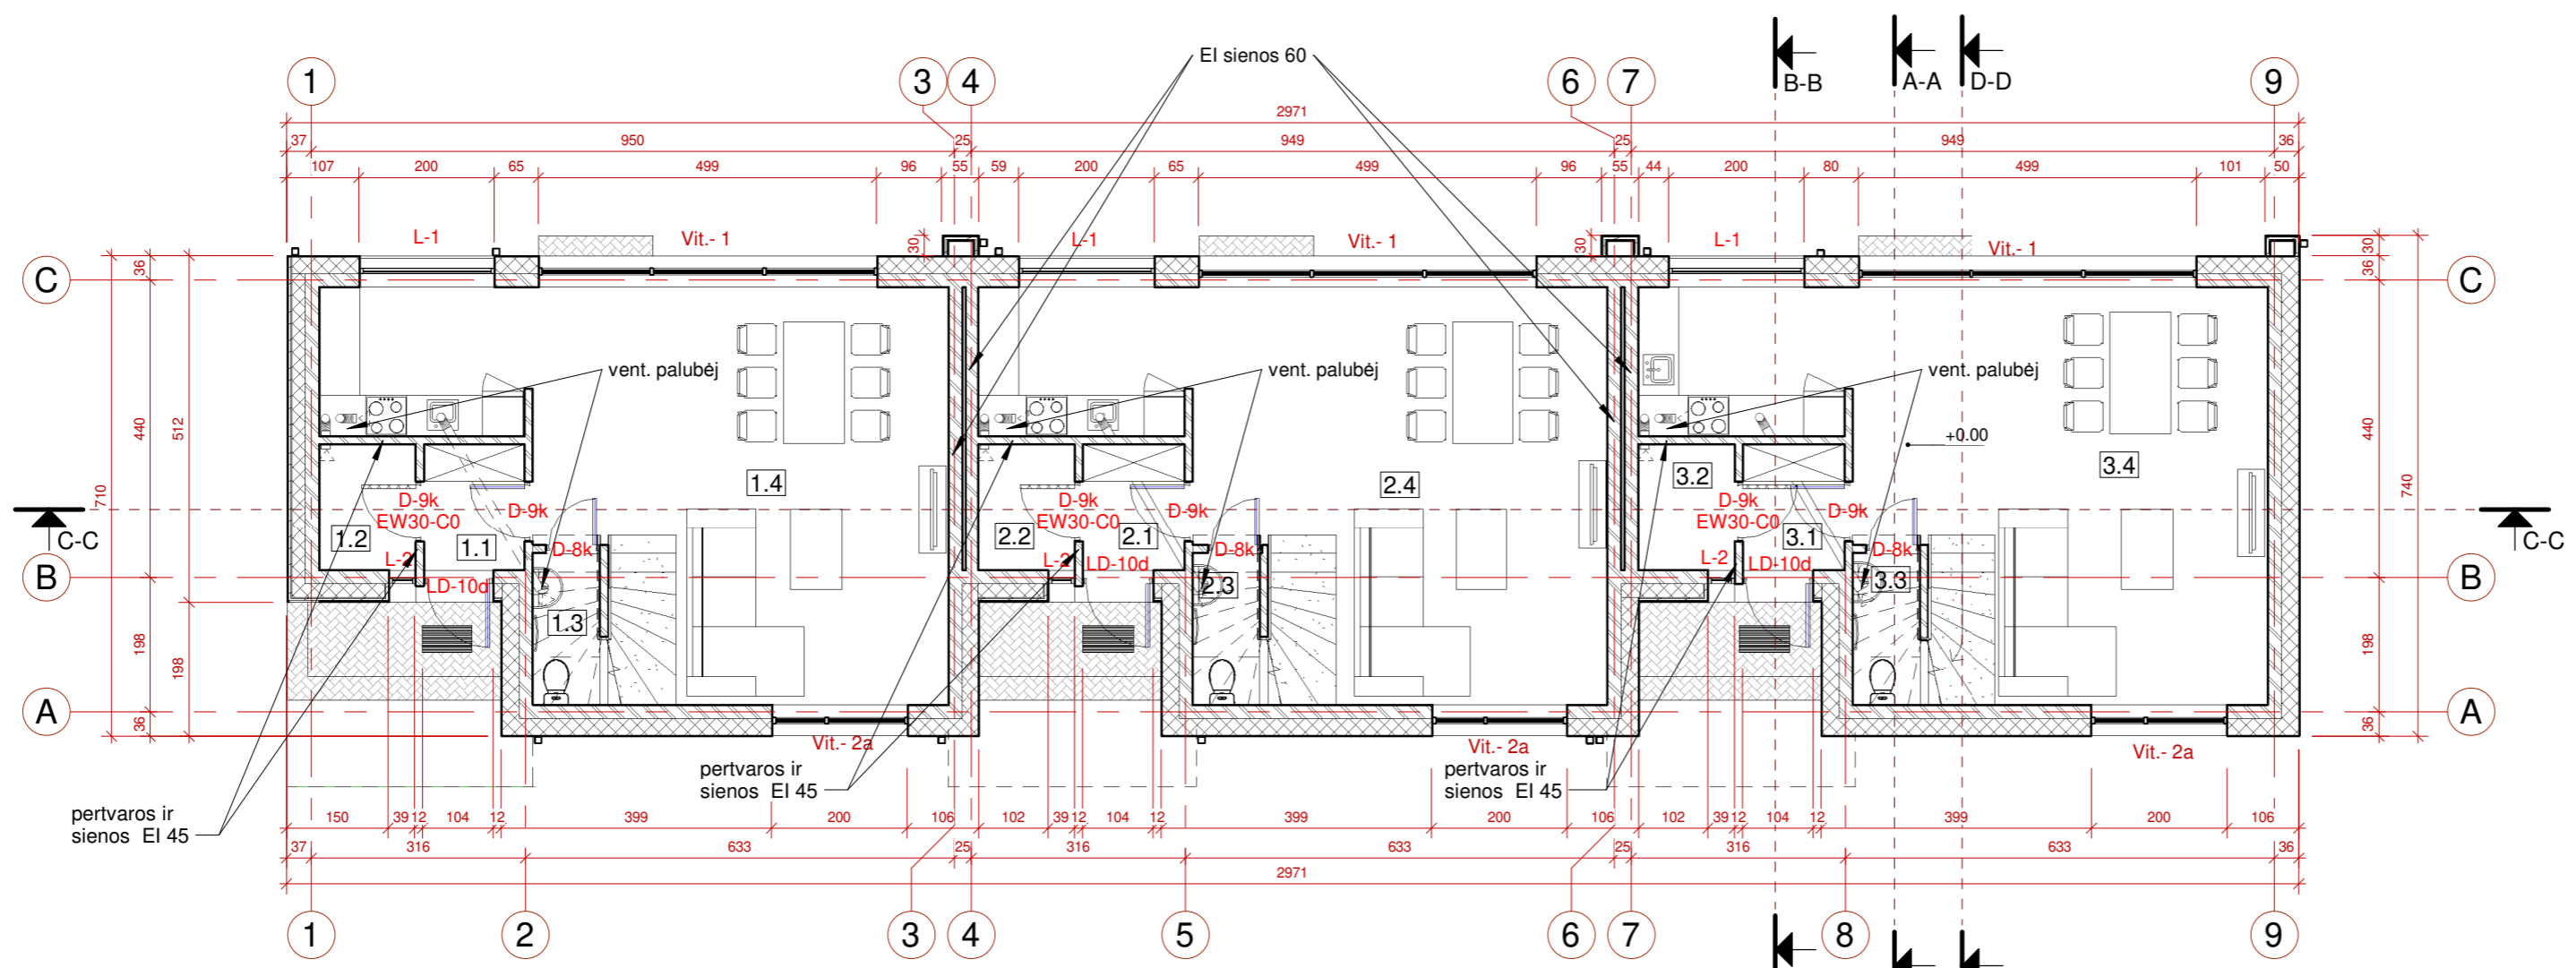 EI sienos 60
B-B
A-A D-D
1 3 4 6 7 9
2971
37 950 25 949 25 949 36
107 200 65 499 96 55 59 200 65 499 96 55 44 200 80 499 101 50
L-1 Vit.- 1 30 L-1 Vit.- 1 30 L-1 Vit.- 1 30
C 36 36 C
vent. palubėj vent. palubėj vent. palubėj
710 440 512 440 740
+0.00
1.4 2.4 3.2 3.4
D-9k D-9k D-9k
EW30-C0 D-9k EW30-C0 D-9k EW30-C0 D-9k
C-C 1.2 1.1 2.2 2.1 3.1 C-C
D-8k D-8k D-8k
L-2 L-2 L-2
B LD-10d LD-10d LD-10d B
2.3 3.3
1.3
198 198 198
A 36 36 A
Vit.- 2a Vit.- 2a Vit.- 2a
pertvaros ir
sienos EI 45
pertvaros ir
sienos EI 45
pertvaros ir
sienos EI 45
150 39 12 104 12 399 200 106 102 39 12 104 12 399 200 106 102 39 12 104 12 399 200 106
37 316 633 25 316 633 25 316 633 36
2971
1 2 3 4 5 6 7 8 9